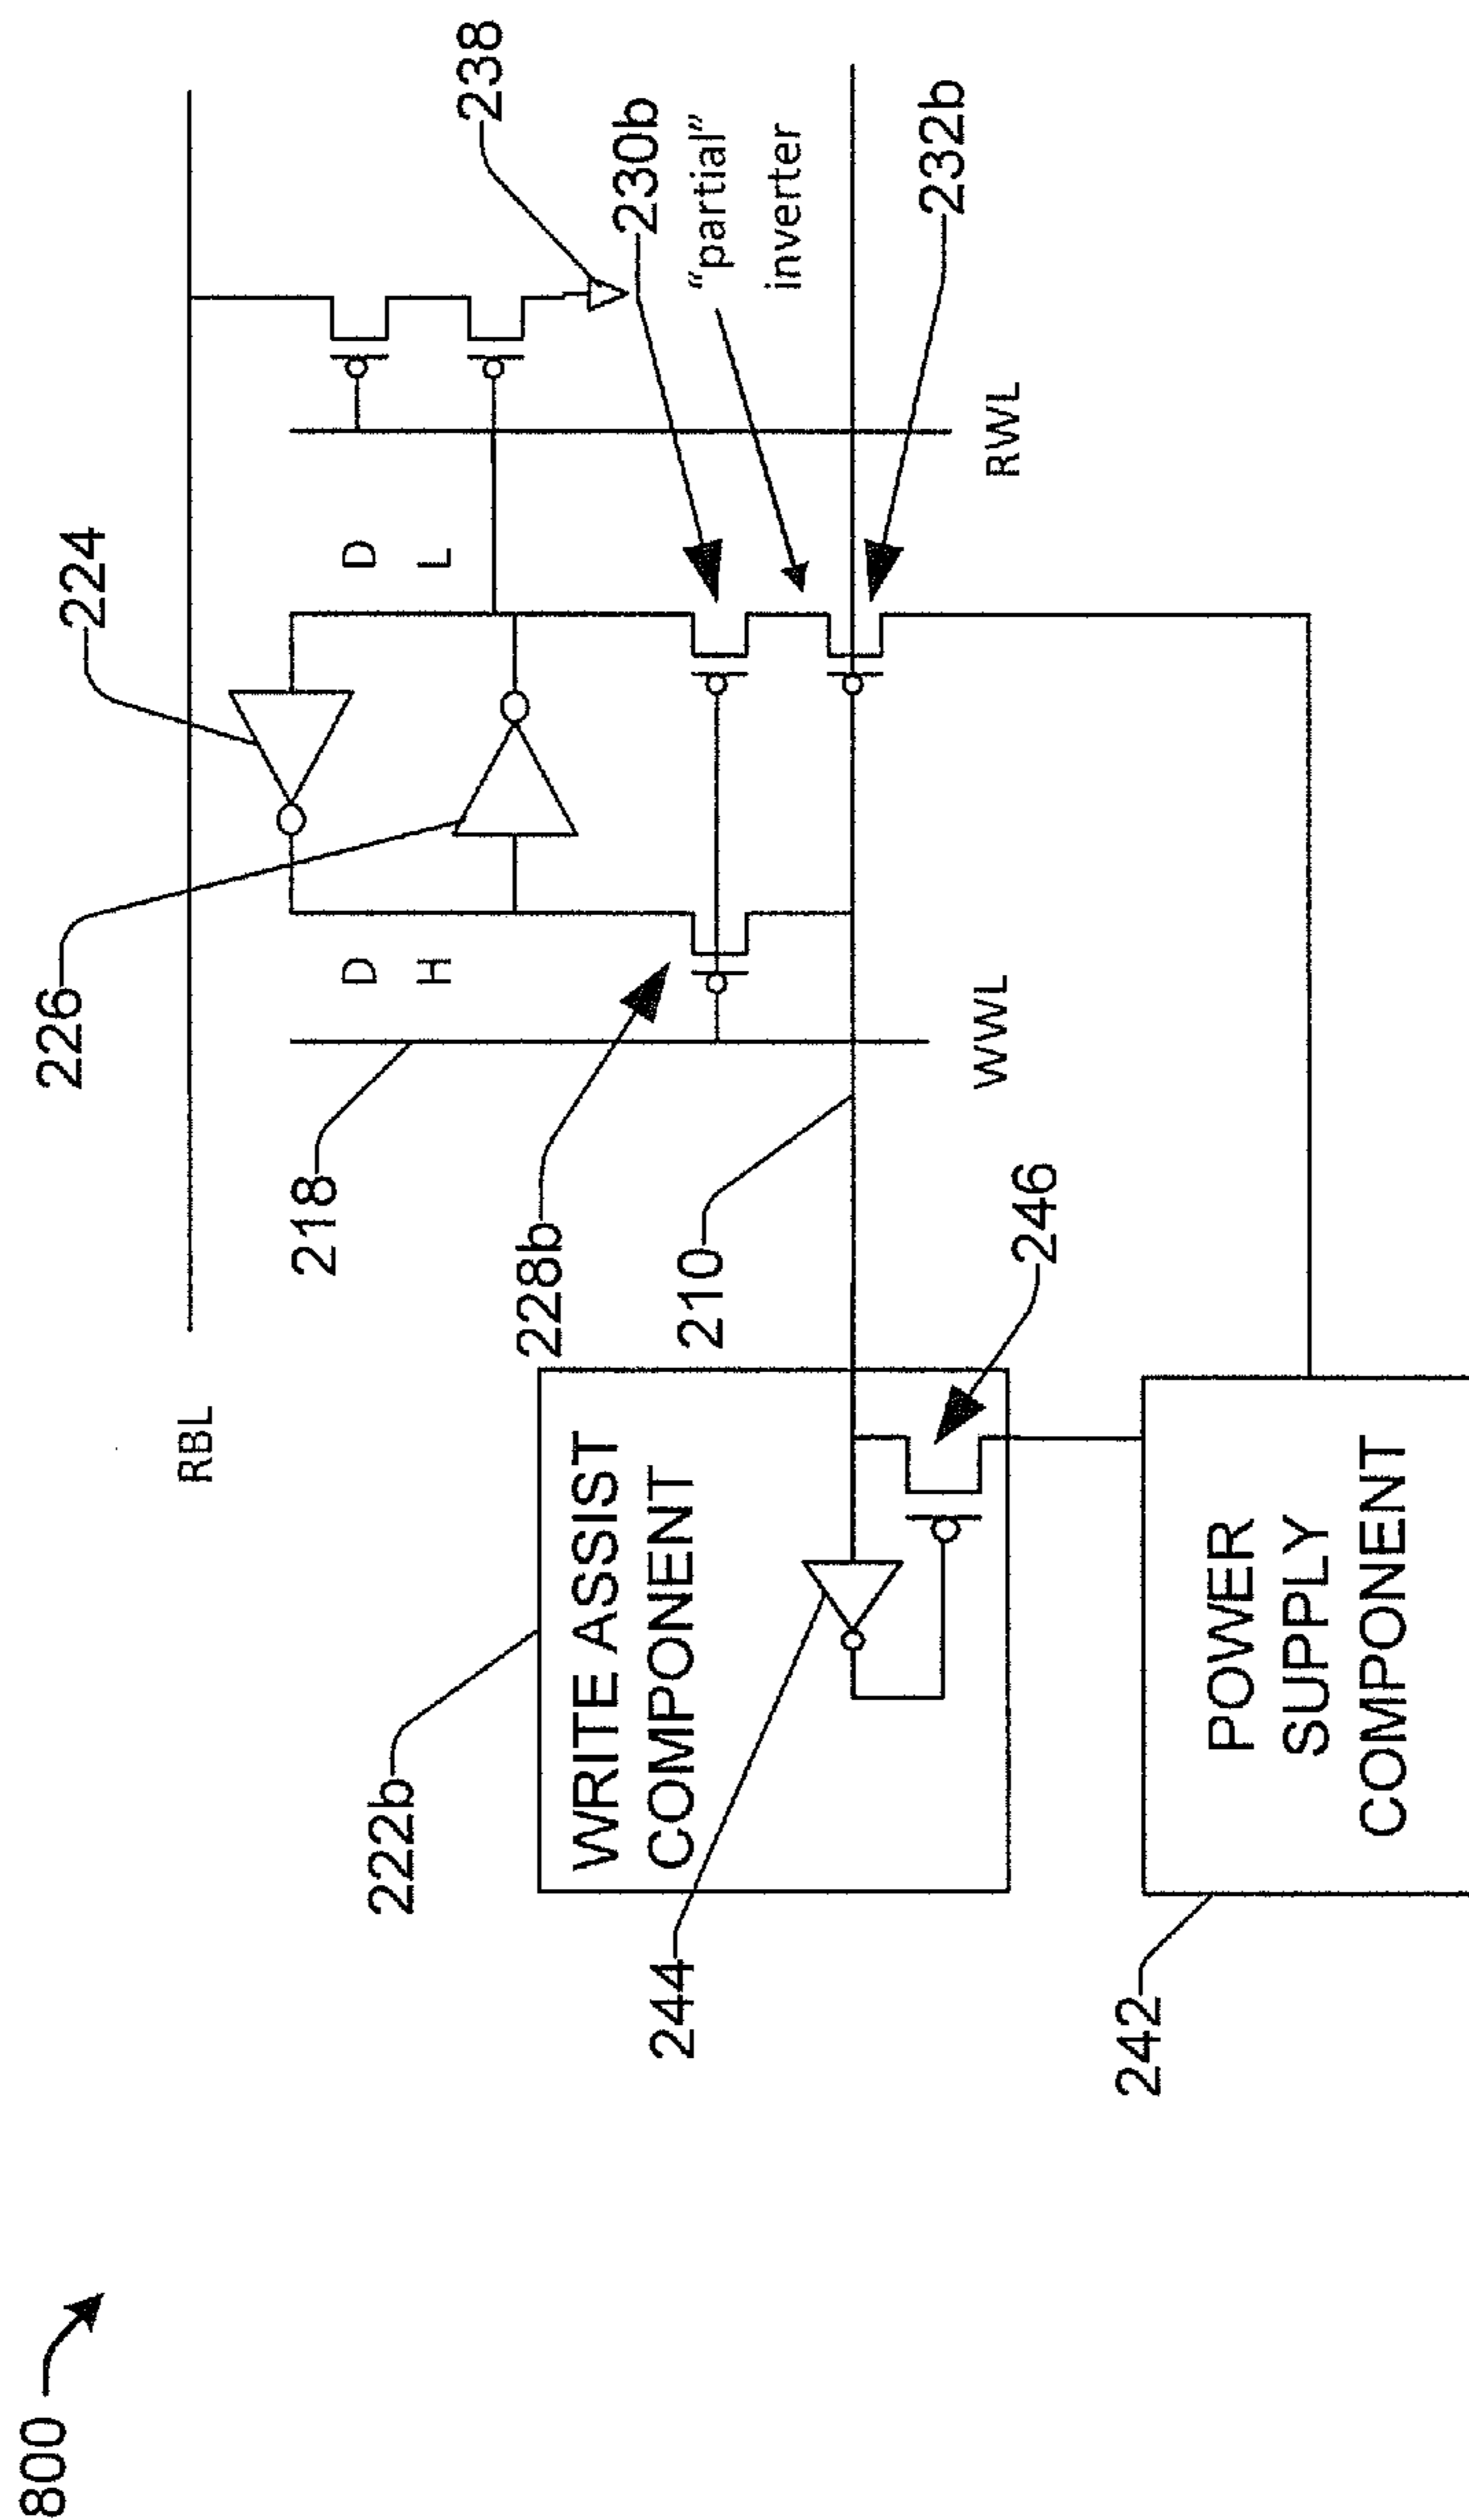 800
RBL
226
224
D
H
D
L
238
218
228b
230b
"partial"
inverter
232b
210
WWL
RWL
246
222b
WRITE ASSIST
COMPONENT
244
242
POWER
SUPPLY
COMPONENT